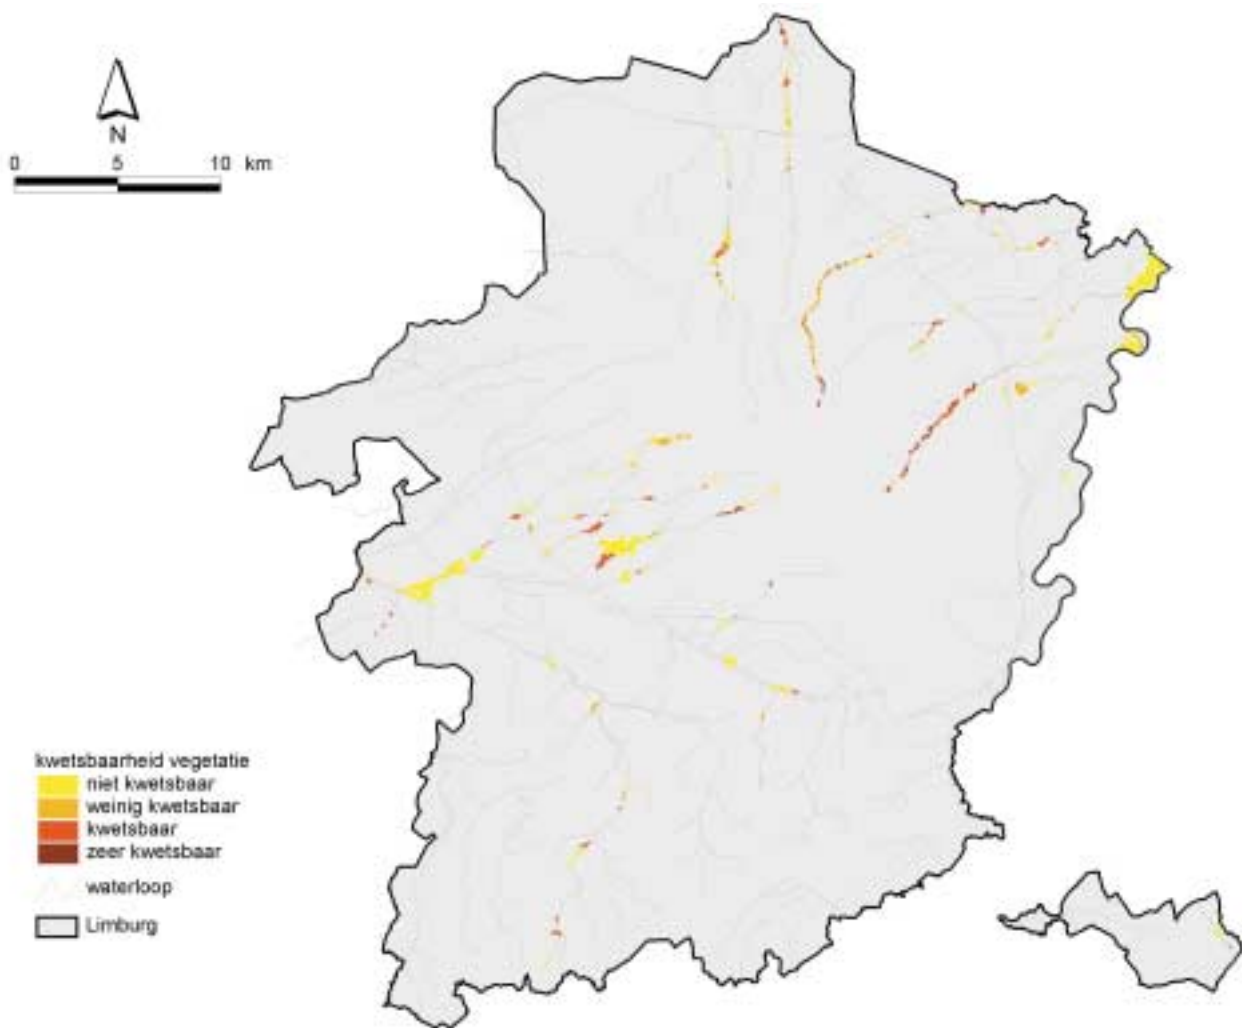 N
0 5 10 km
kwetsbaarheid vegetatie
niet kwetsbaar
weinig kwetsbaar
kwetsbaar
zeer kwetsbaar
waterloop
Limburg